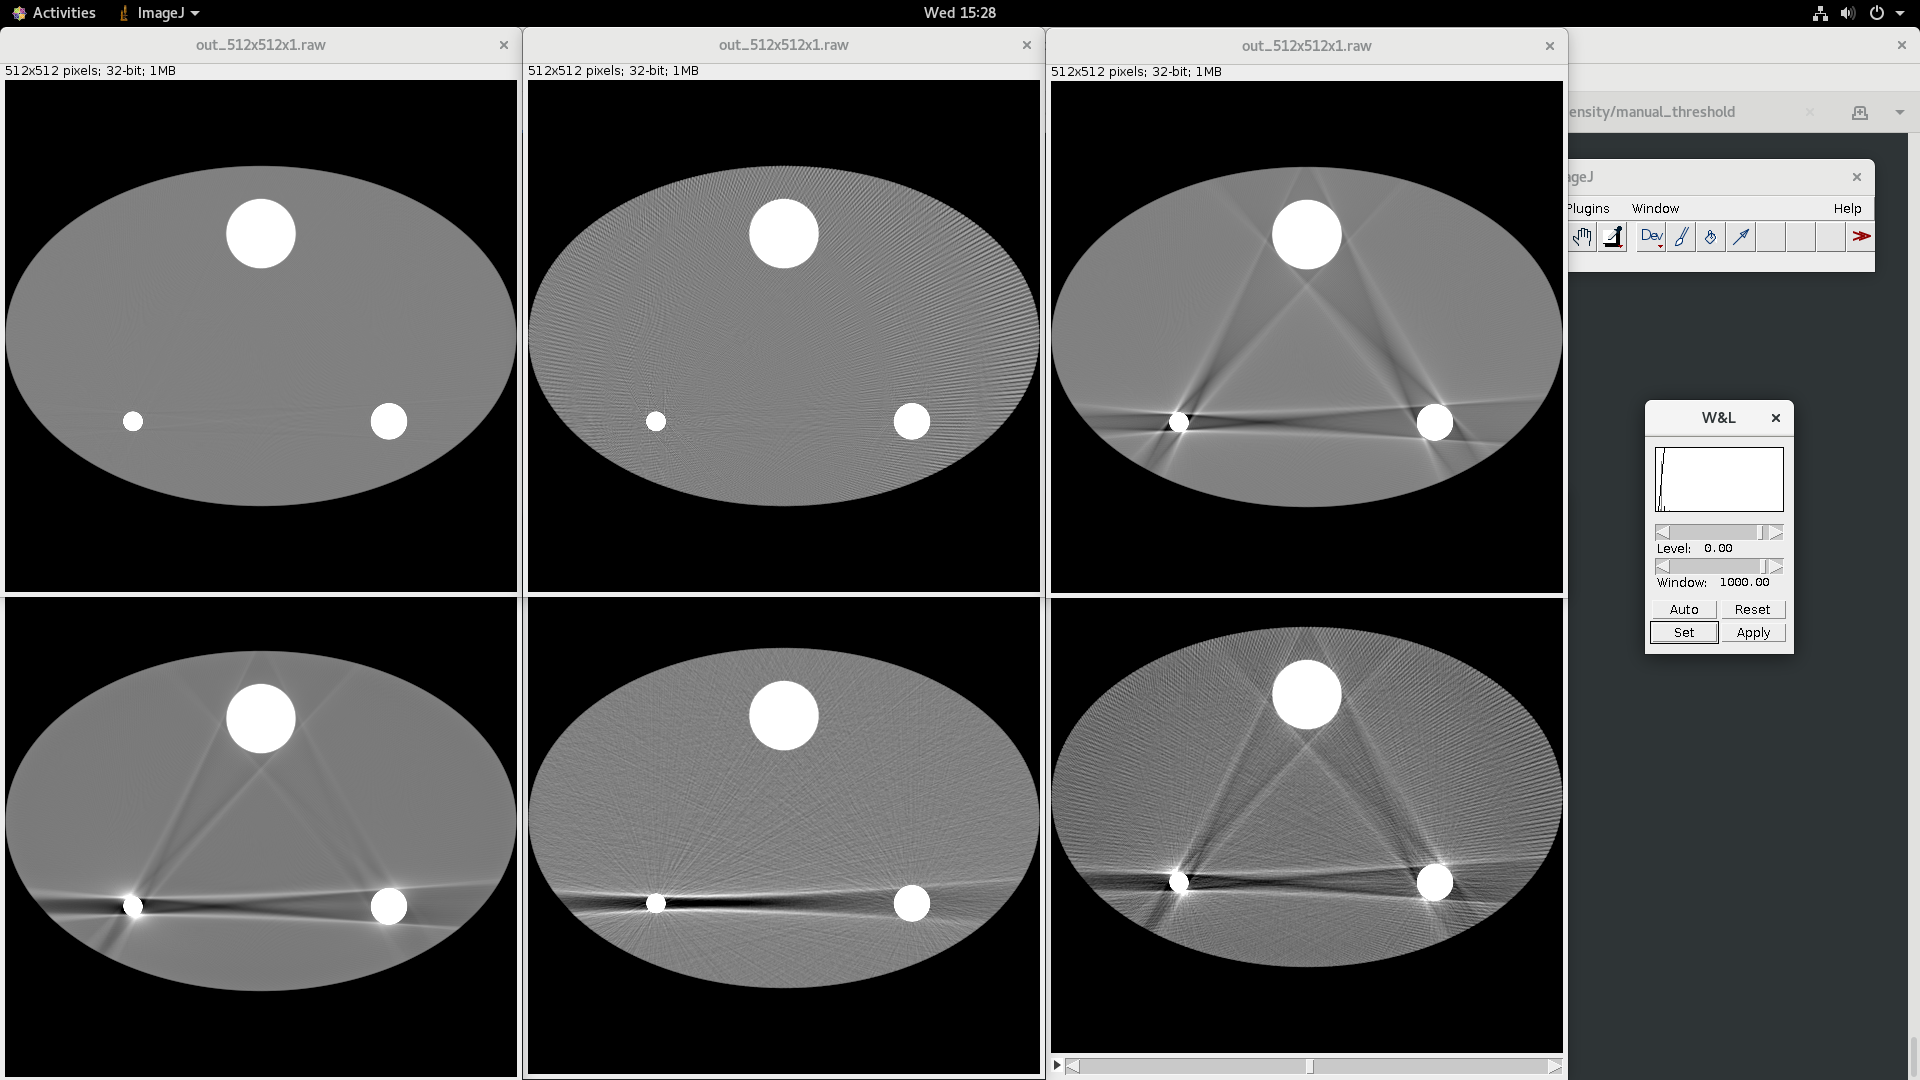 Activities ImageJ Wed 15:28
out_512x512x1.raw
512x512 pixels; 32-bit; 1MB
out_512x512x1.raw
512x512 pixels; 32-bit; 1MB
out_512x512x1.raw
512x512 pixels; 32-bit; 1MB
ensity/manual_threshold
ageJ
Plugins Window Help
Dev
W&L
Level: 0.00
Window: 1000.00
Auto Reset
Set Apply